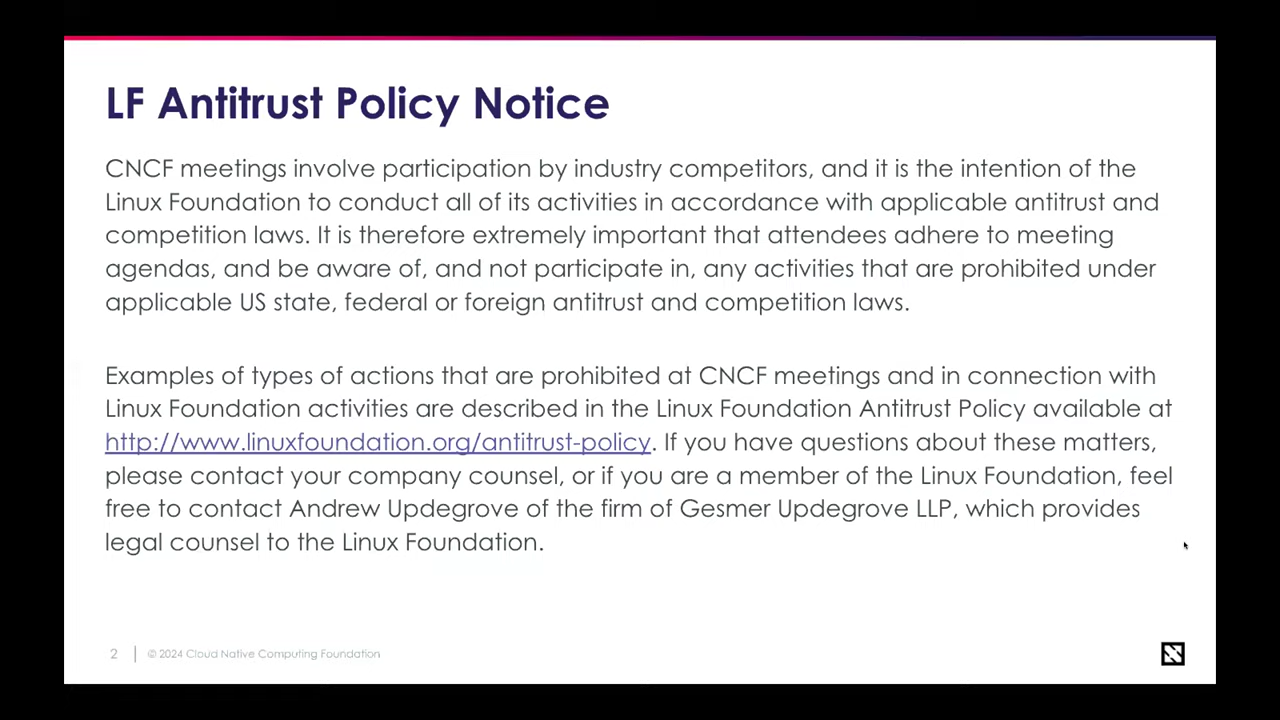 LF Antitrust Policy Notice
CNCF meetings involve participation by industry competitors, and it is the intention of the
Linux Foundation to conduct all of its activities in accordance with applicable antitrust and
competition laws. It is therefore extremely important that attendees adhere to meeting
agendas, and be aware of, and not participate in, any activities that are prohibited under
applicable US state, federal or foreign antitrust and competition laws.
Examples of types of actions that are prohibited at CNCF meetings and in connection with
Linux Foundation activities are described in the Linux Foundation Antitrust Policy available at
http://www.linuxfoundation.org/antitrust-policy. If you have questions about these matters,
please contact your company counsel, or if you are a member of the Linux Foundation, feel
free to contact Andrew Updegrove of the firm of Gesmer Updegrove LLP, which provides
legal counsel to the Linux Foundation.
2 | © 2024 Cloud Native Computing Foundation